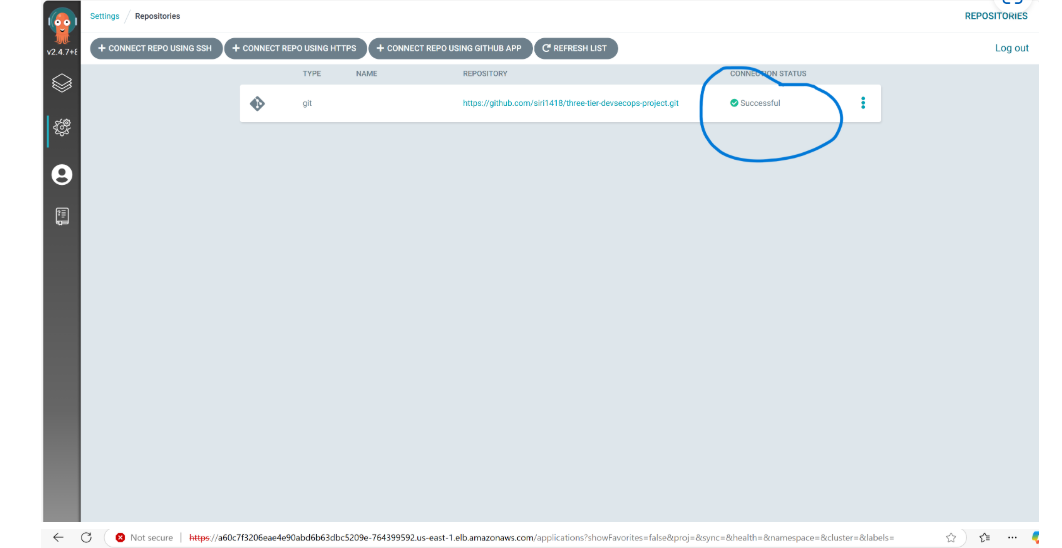 Settings / Repositories
REPOSITORIES
v2.4.7+
+ CONNECT REPO USING SSH
+ CONNECT REPO USING HTTPS
+ CONNECT REPO USING GITHUB APP
REFRESH LIST
Log out
TYPE NAME REPOSITORY CONNECTION STATUS
git https://github.com/sirl1418/three-tier-devsecops-project.git Successful
Not secure | https://a60c7f3206eae4e90abd6b63dbc5209e-764399592.us-east-1.elb.amazonaws.com/applications?showFavorites=false&proj=&sync=&health=&namespace=&cluster=&labels=